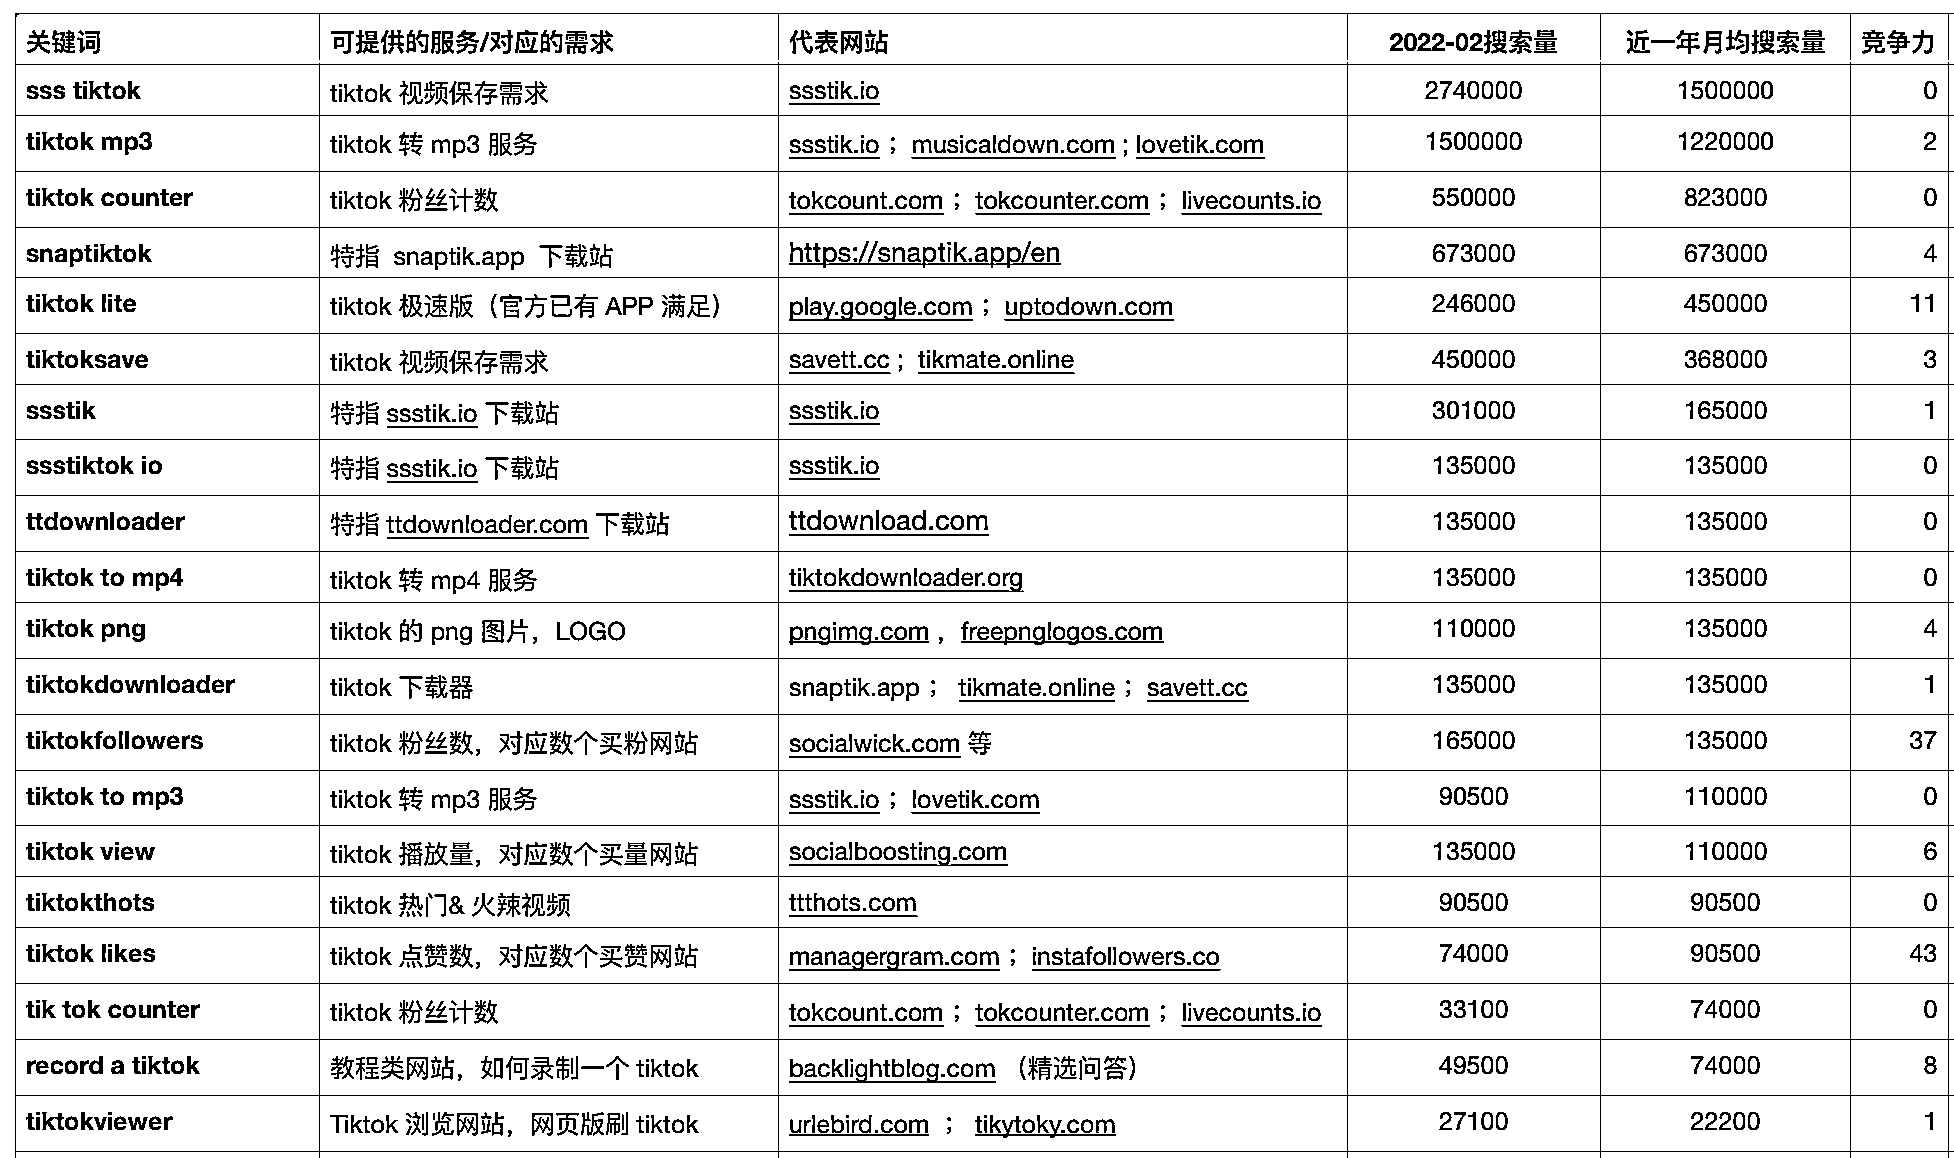 关键词 可提供的服务/对应的需求 代表网站 2022-02搜索量 近一年月均搜索量 竞争力
sss tiktok tiktok 视频保存需求 ssstik.io 2740000 1500000 0
tiktok mp3 tiktok 转 mp3 服务 ssstik.io； musicaldown.com ; lovetik.com 1500000 1220000 2
tiktok counter tiktok 粉丝计数 tokcount.com； tokcounter.com； livecounts.io 550000 823000 0
snaptiktok 特指 snaptik.app 下载站 https://snaptik.app/en 673000 673000 4
tiktok lite tiktok 极速版（官方已有 APP 满足） play.google.com； uptodown.com 246000 450000 11
tiktoksave tiktok 视频保存需求 savett.cc； tikmate.online 450000 368000 3
ssstik 特指 ssstik.io 下载站 ssstik.io 301000 165000 1
ssstiktok io 特指 ssstik.io 下载站 ssstik.io 135000 135000 0
ttdownloader 特指 ttdownloader.com 下载站 ttdownload.com 135000 135000 0
tiktok to mp4 tiktok 转 mp4 服务 tiktokdownloader.org 135000 135000 0
tiktok png tiktok 的 png 图片，LOGO pngimg.com， freepnglogos.com 110000 135000 4
tiktokdownloader tiktok 下载器 snaptik.app； tikmate.online； savett.cc 135000 135000 1
tiktokfollowers tiktok 粉丝数，对应数个买粉网站 socialwick.com 等 165000 135000 37
tiktok to mp3 tiktok 转 mp3 服务 ssstik.io； lovetik.com 90500 110000 0
tiktok view tiktok 播放量，对应数个买量网站 socialboosting.com 135000 110000 6
tiktokthots tiktok 热门& 火辣视频 ttthots.com 90500 90500 0
tiktok likes tiktok 点赞数，对应数个买赞网站 managergram.com； instafollowers.co 74000 90500 43
tik tok counter tiktok 粉丝计数 tokcount.com； tokcounter.com； livecounts.io 33100 74000 0
record a tiktok 教程类网站，如何录制一个 tiktok backlightblog.com （精选问答） 49500 74000 8
tiktokviewer Tiktok 浏览网站，网页版刷 tiktok urlebird.com ； tikytoky.com 27100 22200 1